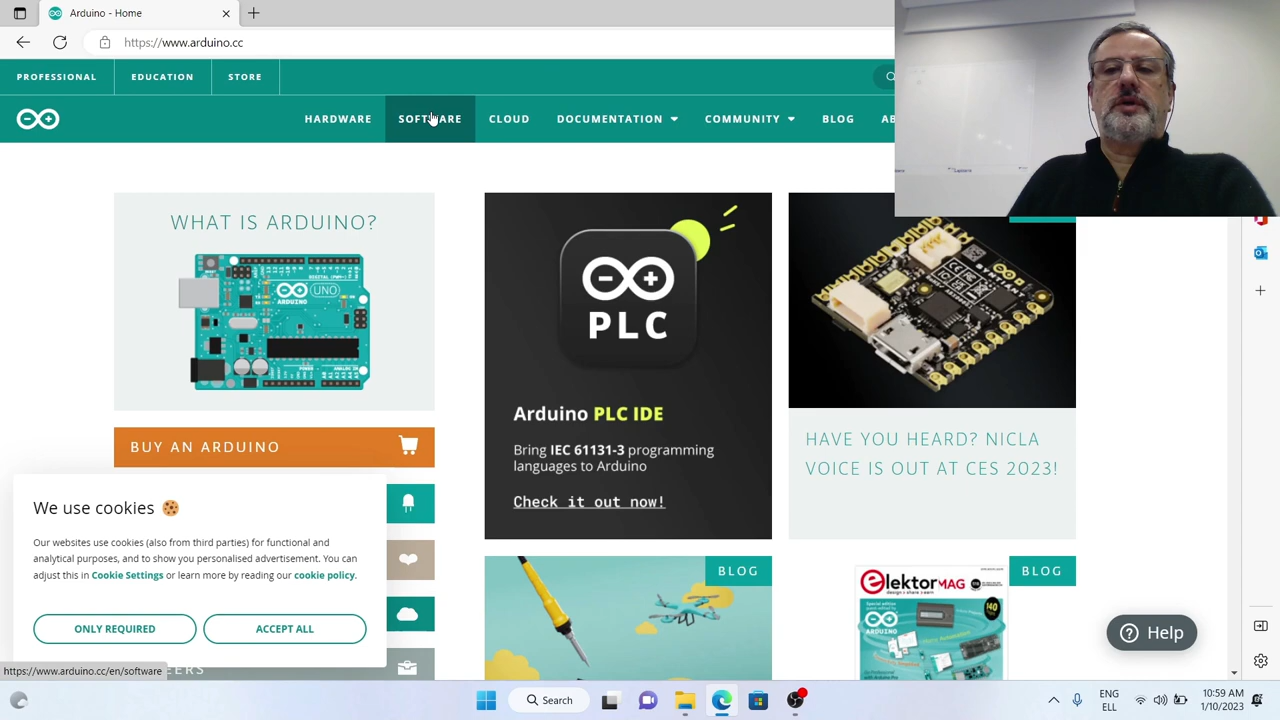 Arduino - Home
https://www.arduino.cc
PROFESSIONAL
EDUCATION
STORE
HARDWARE
SOFTWARE
CLOUD
DOCUMENTATION
COMMUNITY
BLOG
AB
WHAT IS ARDUINO?
ARDUINO
UNO
BUY AN ARDUINO
PLC
Arduino PLC IDE
Bring IEC 61131-3 programming
languages to Arduino
Check it out now!
HAVE YOU HEARD? NICLA
VOICE IS OUT AT CES 2023!
We use cookies
Our websites use cookies (also from third parties) for functional and
analytical purposes, and to show you personalised advertisement. You can
adjust this in Cookie Settings or learn more by reading our cookie policy.
ONLY REQUIRED
ACCEPT ALL
EERS
https://www.arduino.cc/en/software
BLOG
elektorMAG
ARDUINO
BLOG
Help
Search
ENG
ELL
10:59 AM
1/10/2023